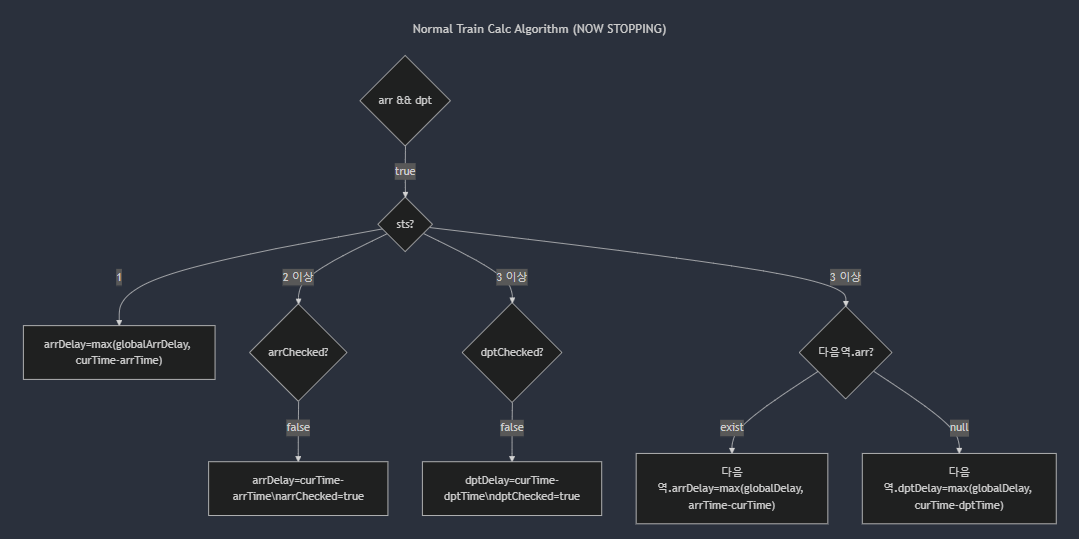 Normal Train Calc Algorithm (NOW STOPPING)
arr && dpt
true
sts?
1
2 이상
3 이상
3 이상
arrDelay=max(globalArrDelay,
curTime-arrTime)
arrChecked?
dptChecked?
다음역.arr?
false
false
exist
null
arrDelay=curTime-
arrTime\narrChecked=true
dptDelay=curTime-
dptTime\ndptChecked=true
다음
역.arrDelay=max(globalDelay,
arrTime-curTime)
다음
역.dptDelay=max(globalDelay,
curTime-dptTime)